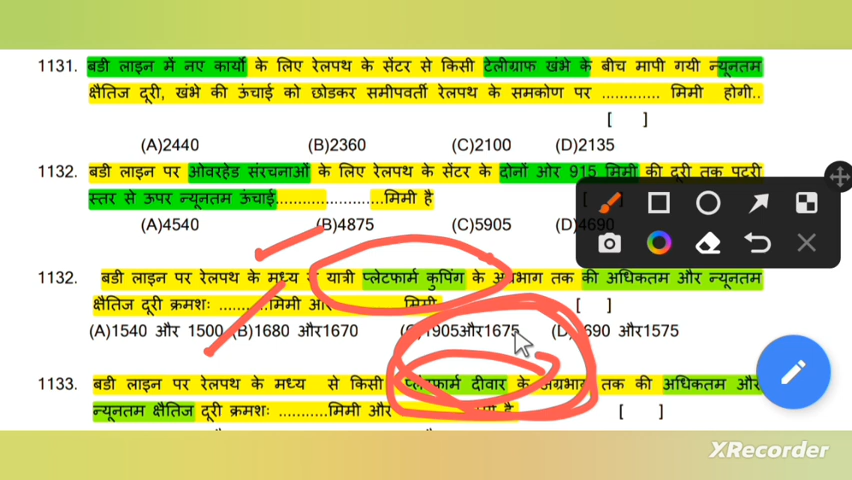 1131. बडी लाइन में नए कार्यो के लिए रेलपथ के सेंटर से किसी टेलीग्राफ खंभे के बीच मापी गयी न्यूनतम
क्षैतिज दूरी, खंभे की ऊंचाई को छोडकर समीपवर्ती रेलपथ के समकोण पर ............. मिमी होगी..
[ ]
(A)2440 (B)2360 (C)2100 (D)2135
1132. बडी लाइन पर ओवरहेड संरचनाओं के लिए रेलपथ के सेंटर के दोनों ओर 915 मिमी की दूरी तक पटरी
स्तर से ऊपर न्यूनतम ऊंचाई.......................मिमी है [
(A)4540 (B)4875 (C)5905 (D)4690
1132. बडी लाइन पर रेलपथ के मध्य यात्री प्लेटफार्म कुपिंग के अग्रभाग तक की अधिकतम और न्यूनतम
क्षैतिज दूरी क्रमशः ...........मिमी और मिमी [ ]
(A)1540 और 1500 (B)1680 और1670 (C)1905और1675 (D)1690 और1575
1133. बडी लाइन पर रेलपथ के मध्य से किसी प्लेटफार्म दीवार के अग्रभाग तक की अधिकतम और
न्यूनतम क्षैतिज दूरी क्रमशः ...........मिमी और है [ ]
XRecorder